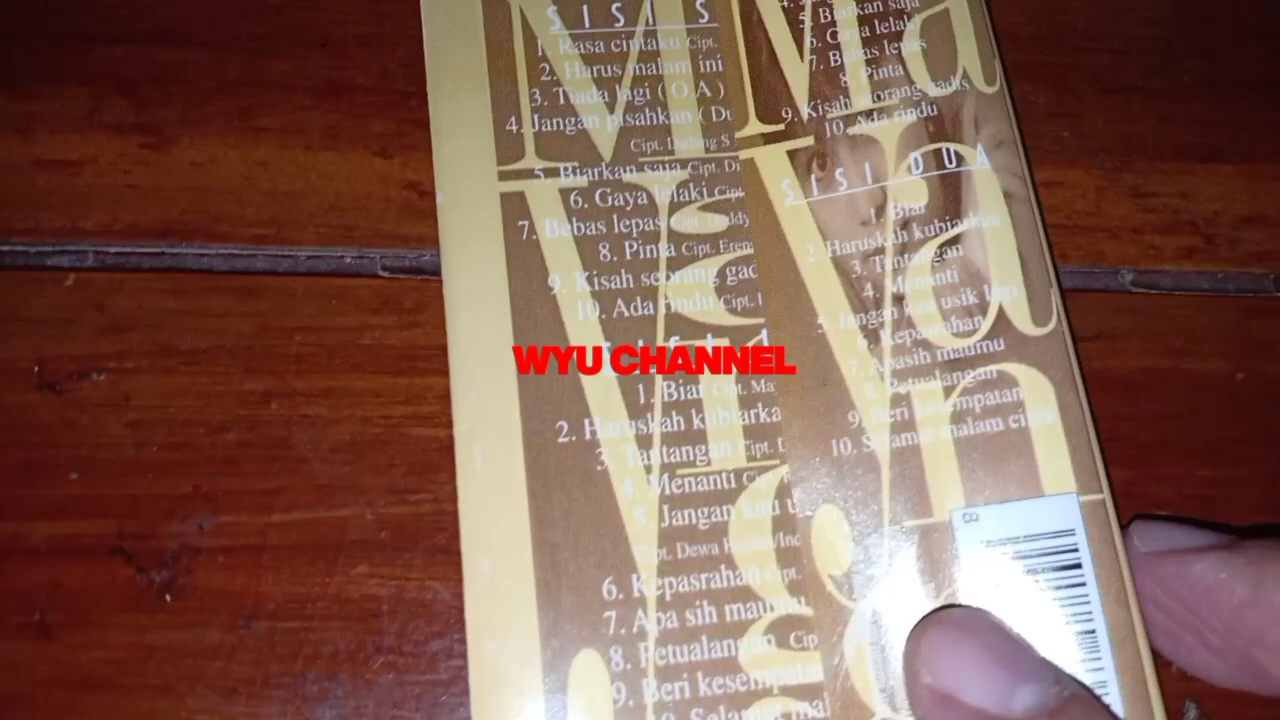 SISI S
1. Rasa cintaku Cipt.
2. Harus malam ini
3. Tiada lagi ( O.A )
4. Jangan pisahkan ( Du
Cipt. Dadang S
5. Biarkan saja Cipt. Di
6. Gaya lelaki Cipt
7. Bebas lepas Cipt. Deddy
8. Pinta Cipt. Eren
9. Kisah seorang gad
10. Ada rindu Cipt.
1. Biar Cipt. Ma
2. Haruskah kubiarka
3. Tantangan Cipt. D
4. Menanti Cip
5. Jangan kau u
Cipt. Dewa
6. Kepasrahan Cipt.
7. Apa sih maumu
8. Petualangan Cip
9. Beri kesempatan
10. Selamat mal
5. Biarkan saja
6. Gaya lelaki
7. Bebas lepas
8. Pinta
9. Kisah seorang gadis
10. Ada rindu
SISI DUA
1. Biar
2. Haruskah kubiarkan
3. Tantangan
4. Menanti
5. Jangan kau usik lagi
6. Kepasrahan
7. Apasih maumu
8. Petualangan
9. Beri kesempatan
10. Selamat malam cinta
WYU CHANNEL